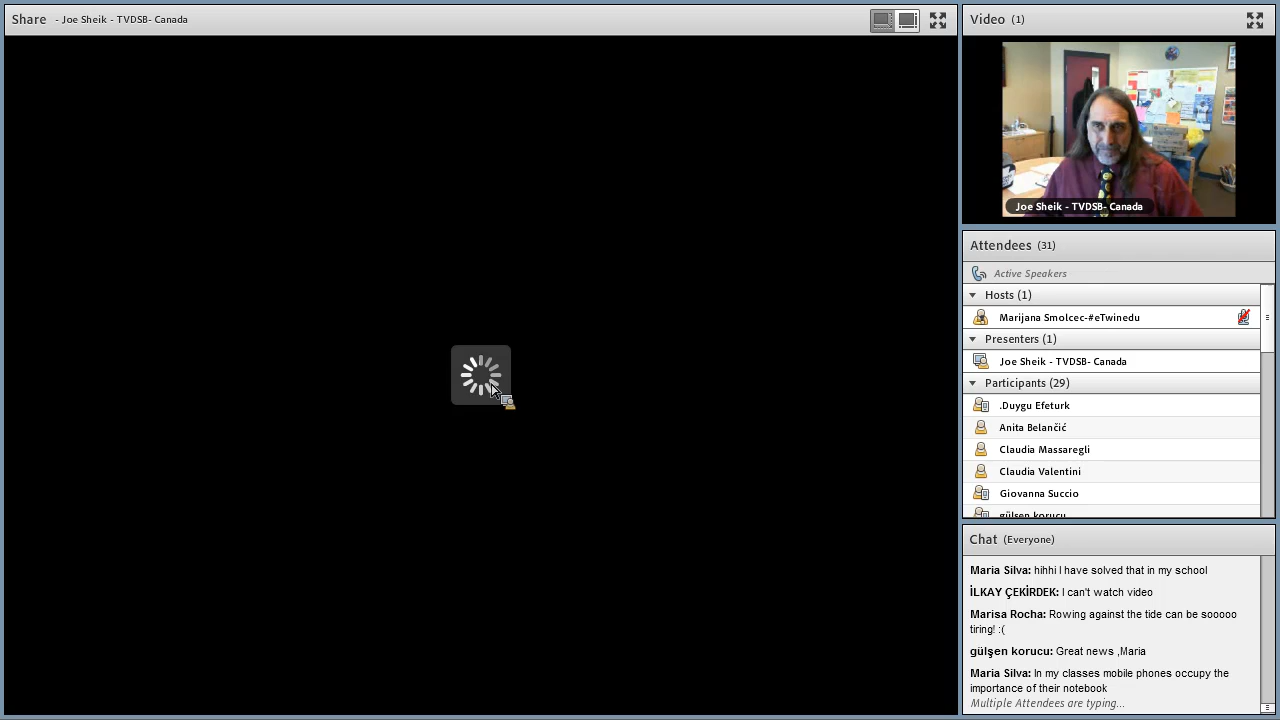 Share - Joe Sheik - TVDSB- Canada
Video (1)
Joe Sheik - TVDSB- Canada
Attendees (31)
Active Speakers
Hosts (1)
Marijana Smolcec-#eTwinedu
Presenters (1)
Joe Sheik - TVDSB- Canada
Participants (29)
.Duygu Efeturk
Anita Belančić
Claudia Massaregli
Claudia Valentini
Giovanna Succio
gülşen korucu
Chat (Everyone)
Maria Silva: hihhi I have solved that in my school
İLKAY ÇEKİRDEK: I can't watch video
Marisa Rocha: Rowing against the tide can be sooooo
tiring! :(
gülşen korucu: Great news ,Maria
Maria Silva: In my classes mobile phones occupy the
importance of their notebook
Multiple Attendees are typing...